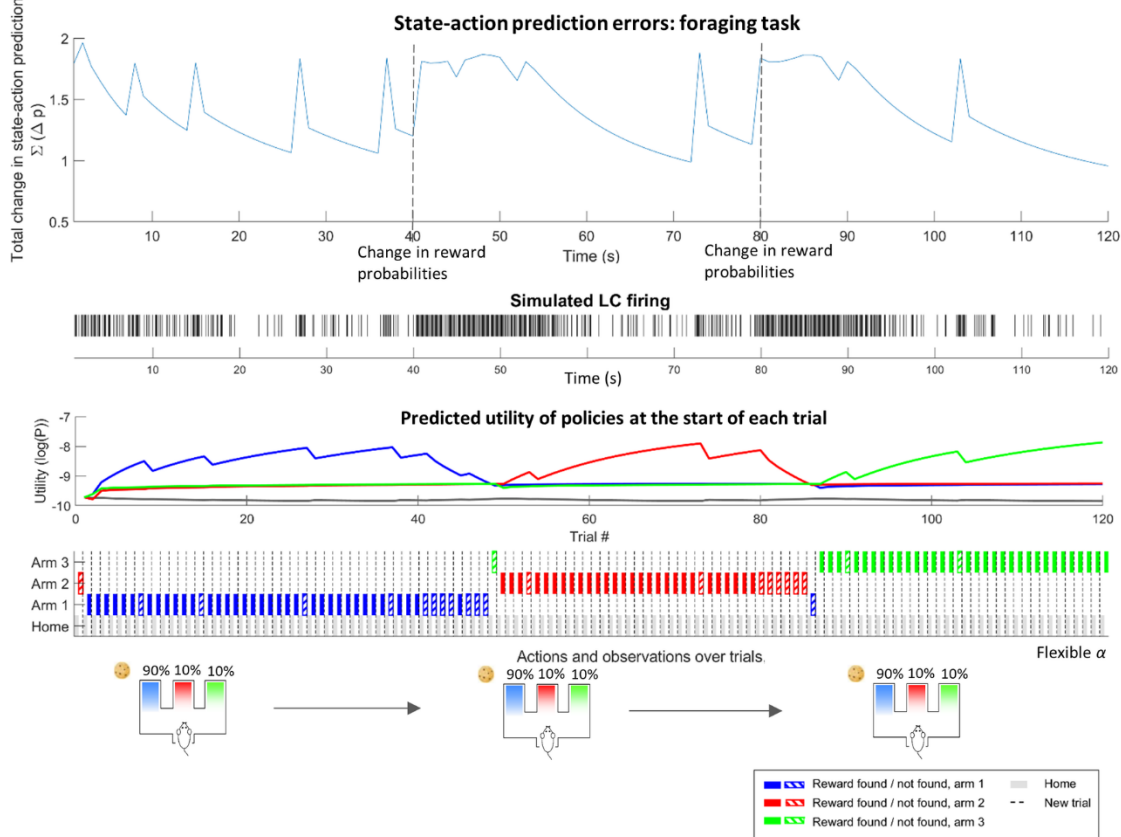 State-action prediction errors: foraging task
Total change in state-action prediction
Σ (Δ p)
2
1.5
1
0.5
10 20 30 40 50 60 70 80 90 100 110 120
Time (s)
Change in reward
probabilities
Change in reward
probabilities
Simulated LC firing
10 20 30 40 50 60 70 80 90 100 110 120
Time (s)
Predicted utility of policies at the start of each trial
Utility (log(P))
-7
-8
-9
-10
0 20 40 60 80 100 120
Trial #
Arm 3
Arm 2
Arm 1
Home
Actions and observations over trials.
Flexible α
90% 10% 10%
90% 10% 10%
90% 10% 10%
Reward found / not found, arm 1
Home
Reward found / not found, arm 2
New trial
Reward found / not found, arm 3